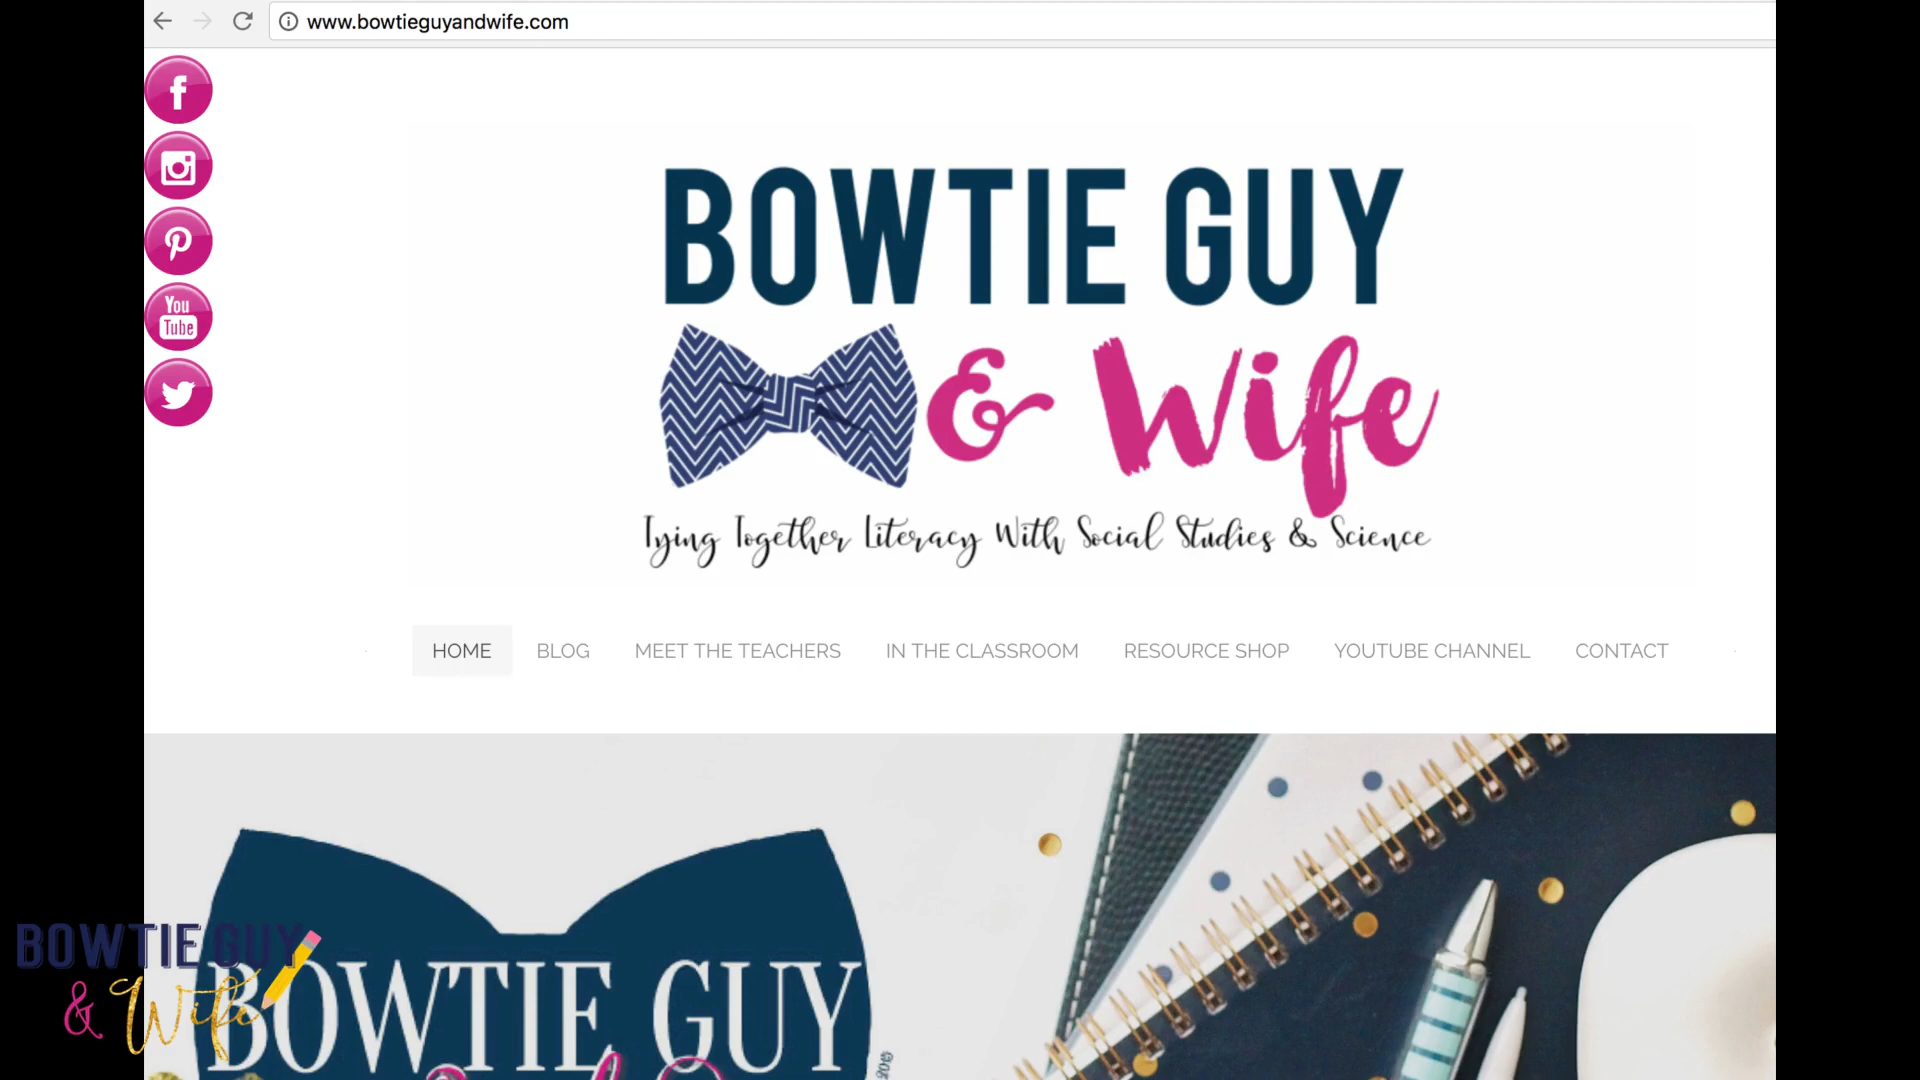 www.bowtieguyandwife.com
f
You
Tube
BOWTIE GUY
& Wife
Tying Together Literacy With Social Studies & Science
HOME BLOG MEET THE TEACHERS IN THE CLASSROOM RESOURCE SHOP YOUTUBE CHANNEL CONTACT
BOWTIE GUY
& Wife
BOWTIE GUY
2015